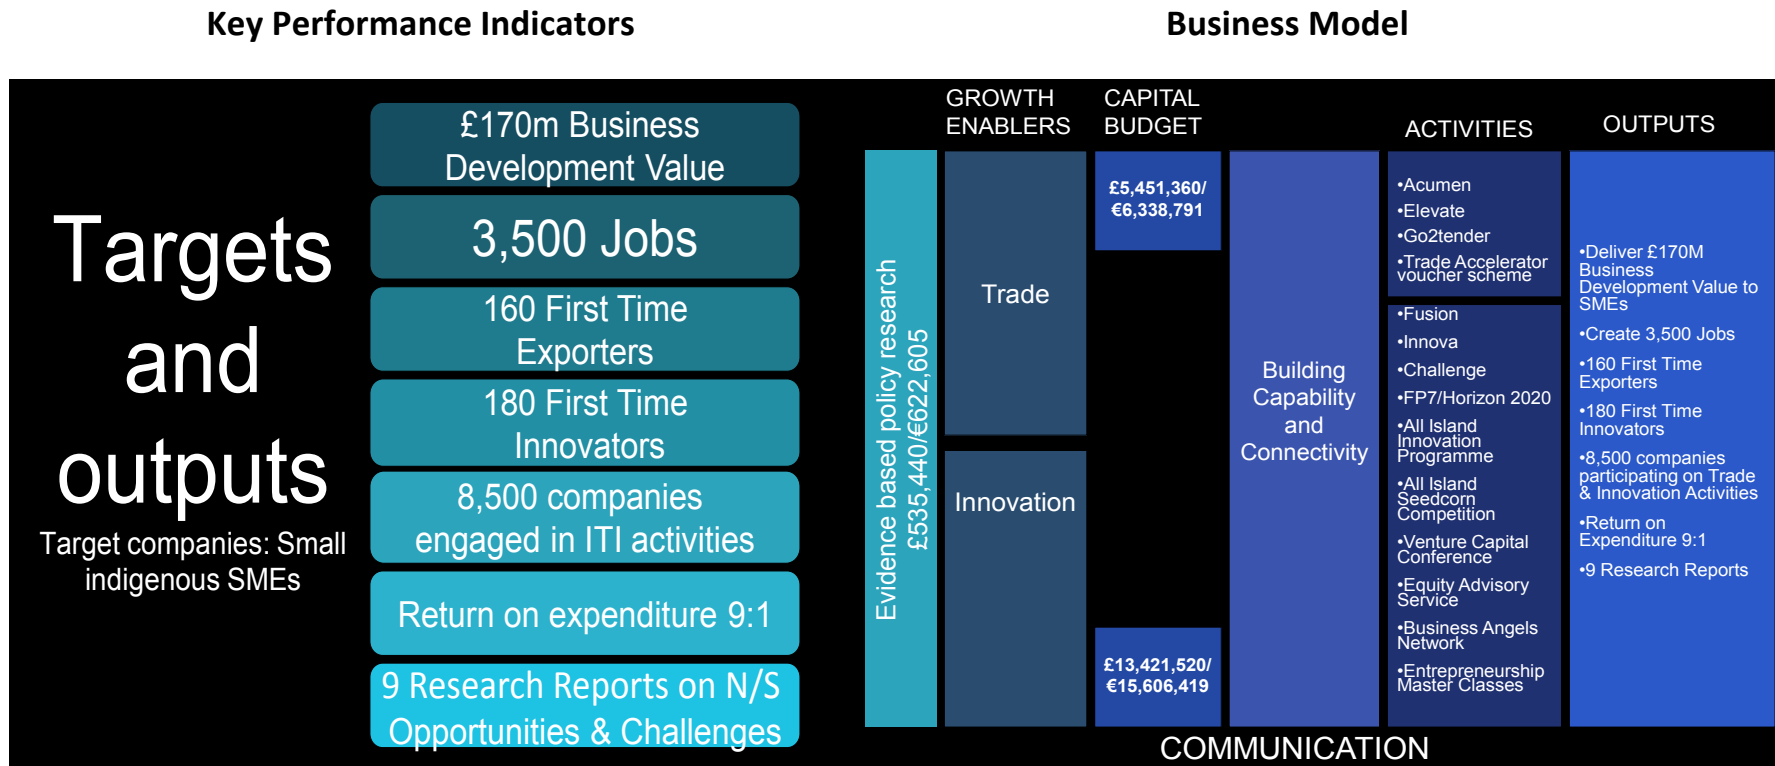 Key Performance Indicators
Targets
and
outputs
Target companies: Small
indigenous SMEs
£170m Business
Development Value
3,500 Jobs
160 First Time
Exporters
180 First Time
Innovators
8,500 companies
engaged in ITI activities
Return on expenditure 9:1
9 Research Reports on N/S
Opportunities & Challenges
Business Model
Evidence based policy research
£535,440/€622,605
GROWTH
ENABLERS
Trade
Innovation
CAPITAL
BUDGET
£5,451,360/
€6,338,791
£13,421,520/
€15,606,419
Building
Capability
and
Connectivity
ACTIVITIES
•Acumen
•Elevate
•Go2tender
•Trade Accelerator
voucher scheme
•Fusion
•Innova
•Challenge
•FP7/Horizon 2020
•All Island
Innovation
Programme
•All Island
Seedcorn
Competition
•Venture Capital
Conference
•Equity Advisory
Service
•Business Angels
Network
•Entrepreneurship
Master Classes
OUTPUTS
•Deliver £170M
Business
Development Value to
SMEs
•Create 3,500 Jobs
•160 First Time
Exporters
•180 First Time
Innovators
•8,500 companies
participating on Trade
& Innovation Activities
•Return on
Expenditure 9:1
•9 Research Reports
COMMUNICATION